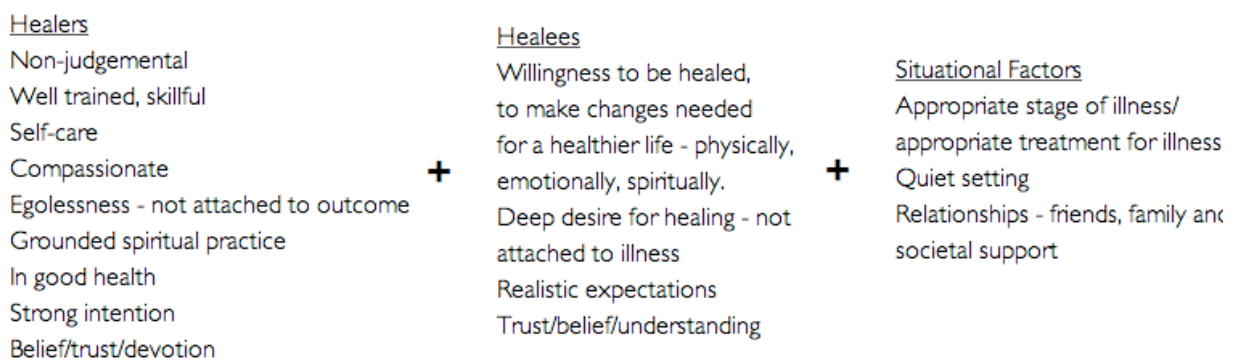 Healers
Non-judgemental
Well trained, skillful
Self-care
Compassionate
Egolessness - not attached to outcome
Grounded spiritual practice
In good health
Strong intention
Belief/trust/devotion
+
Healees
Willingness to be healed,
to make changes needed
for a healthier life - physically,
emotionally, spiritually.
Deep desire for healing - not
attached to illness
Realistic expectations
Trust/belief/understanding
+
Situational Factors
Appropriate stage of illness/
appropriate treatment for illness
Quiet setting
Relationships - friends, family and
societal support